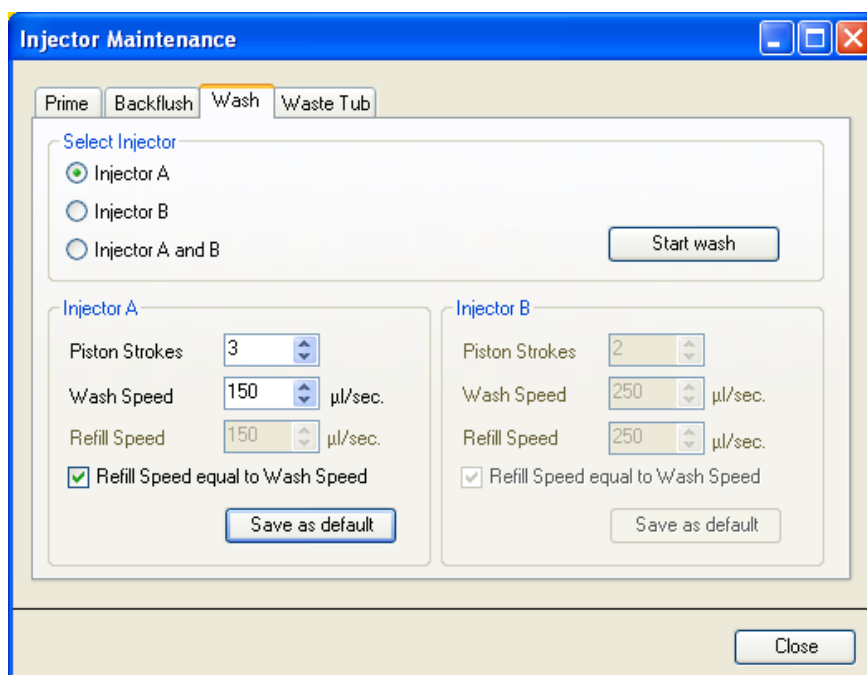 Injector Maintenance
Prime Backflush Wash Waste Tub
Select Injector
Injector A
Injector B
Injector A and B
Start wash
Injector A
Piston Strokes 3
Wash Speed 150 µl/sec.
Refill Speed 150 µl/sec.
Refill Speed equal to Wash Speed
Save as default
Injector B
Piston Strokes 2
Wash Speed 250 µl/sec.
Refill Speed 250 µl/sec.
Refill Speed equal to Wash Speed
Save as default
Close